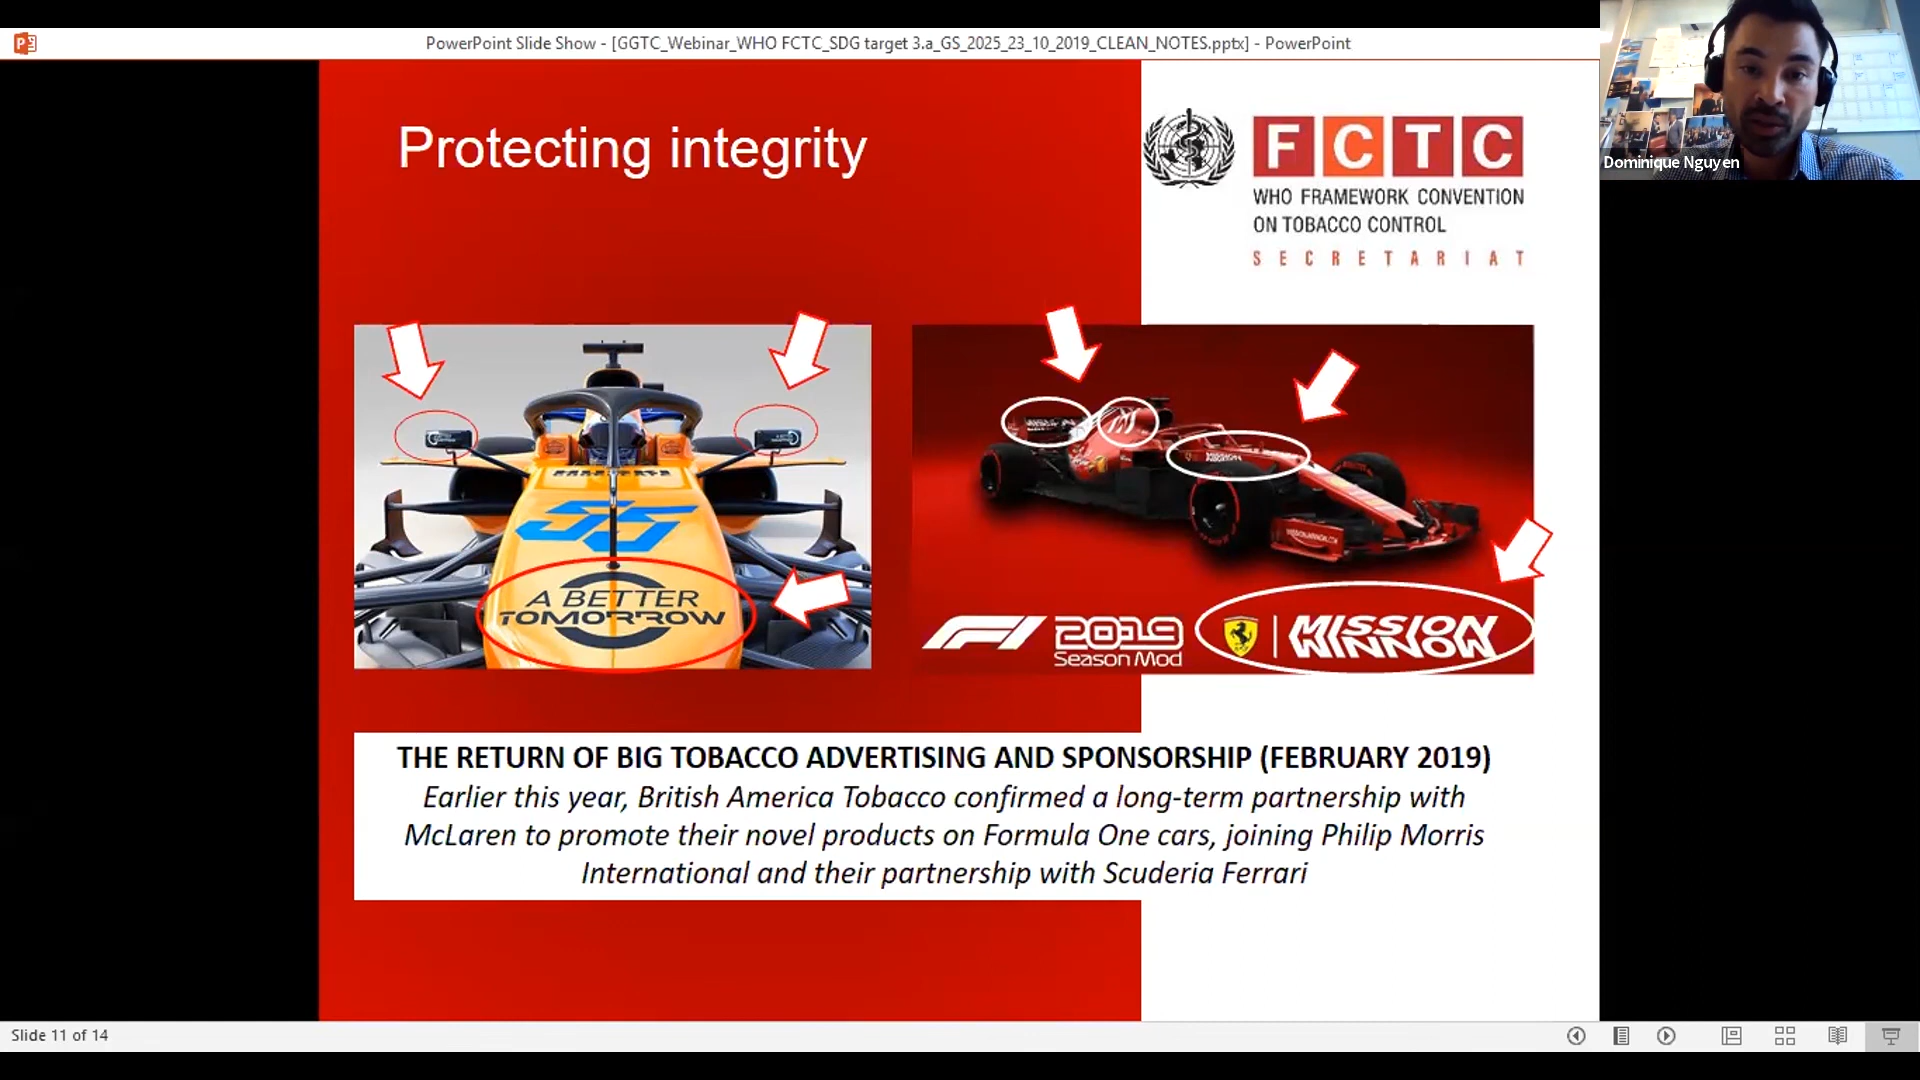 PowerPoint Slide Show - [GGTC_Webinar_WHO FCTC_SDG target 3.a_GS_2025_23_10_2019_CLEAN_NOTES.pptx] - PowerPoint
Dominique Nguyen
Protecting integrity
F C T C
WHO FRAMEWORK CONVENTION
ON TOBACCO CONTROL
SECRETARIAT
55
A BETTER
TOMORROW
F1 2019
Season Mod
MISSION
WINNOW
THE RETURN OF BIG TOBACCO ADVERTISING AND SPONSORSHIP (FEBRUARY 2019)
Earlier this year, British America Tobacco confirmed a long-term partnership with
McLaren to promote their novel products on Formula One cars, joining Philip Morris
International and their partnership with Scuderia Ferrari
Slide 11 of 14